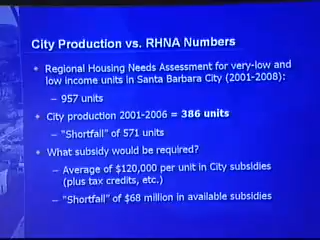 City Production vs. RHNA Numbers
• Regional Housing Needs Assessment for very-low and
low income units in Santa Barbara City (2001-2008):
– 957 units
• City production 2001-2006 = 386 units
– "Shortfall" of 571 units
• What subsidy would be required?
– Average of $120,000 per unit in City subsidies
(plus tax credits, etc.)
– "Shortfall" of $68 million in available subsidies